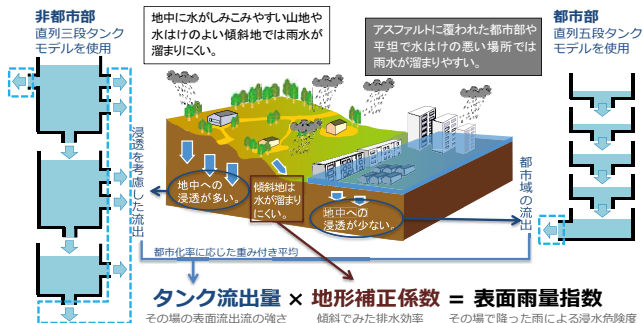 非都市部
直列三段タンク
モデルを使用
地中に水がしみこみやすい山地や
水はけのよい傾斜地では雨水が
溜まりにくい。
アスファルトに覆われた都市部や
平坦で水はけの悪い場所では
雨水が溜まりやすい。
都市部
直列五段タンク
モデルを使用
浸透を考慮した流出
地中への
浸透が多い。
傾斜地は
水が溜まり
にくい。
地中への
浸透が少ない。
都市域の流出
都市化率に応じた重み付き平均
タンク流出量 × 地形補正係数 = 表面雨量指数
その場の表面流出流の強さ
傾斜でみた排水効率
その場で降った雨による浸水危険度